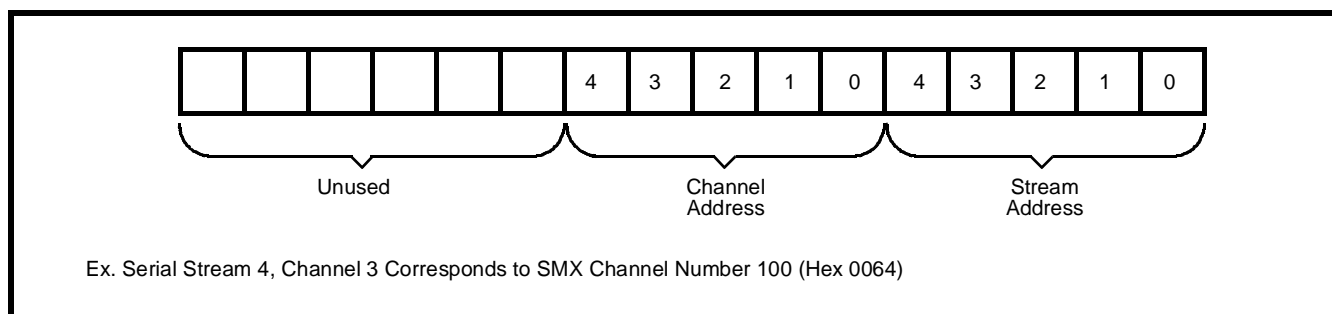 4 3 2 1 0 4 3 2 1 0
Unused
Channel
Address
Stream
Address
Ex. Serial Stream 4, Channel 3 Corresponds to SMX Channel Number 100 (Hex 0064)